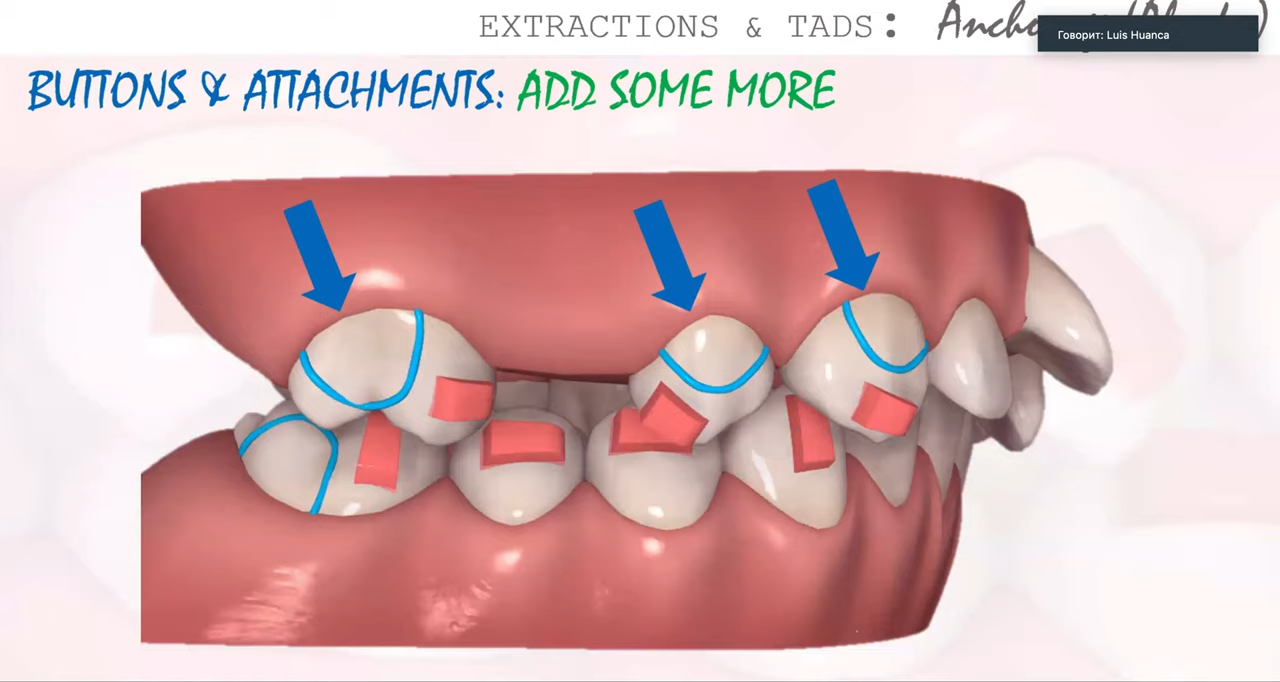 EXTRACTIONS & TADS:
Говорит: Luis Huanca
BUTTONS & ATTACHMENTS: ADD SOME MORE